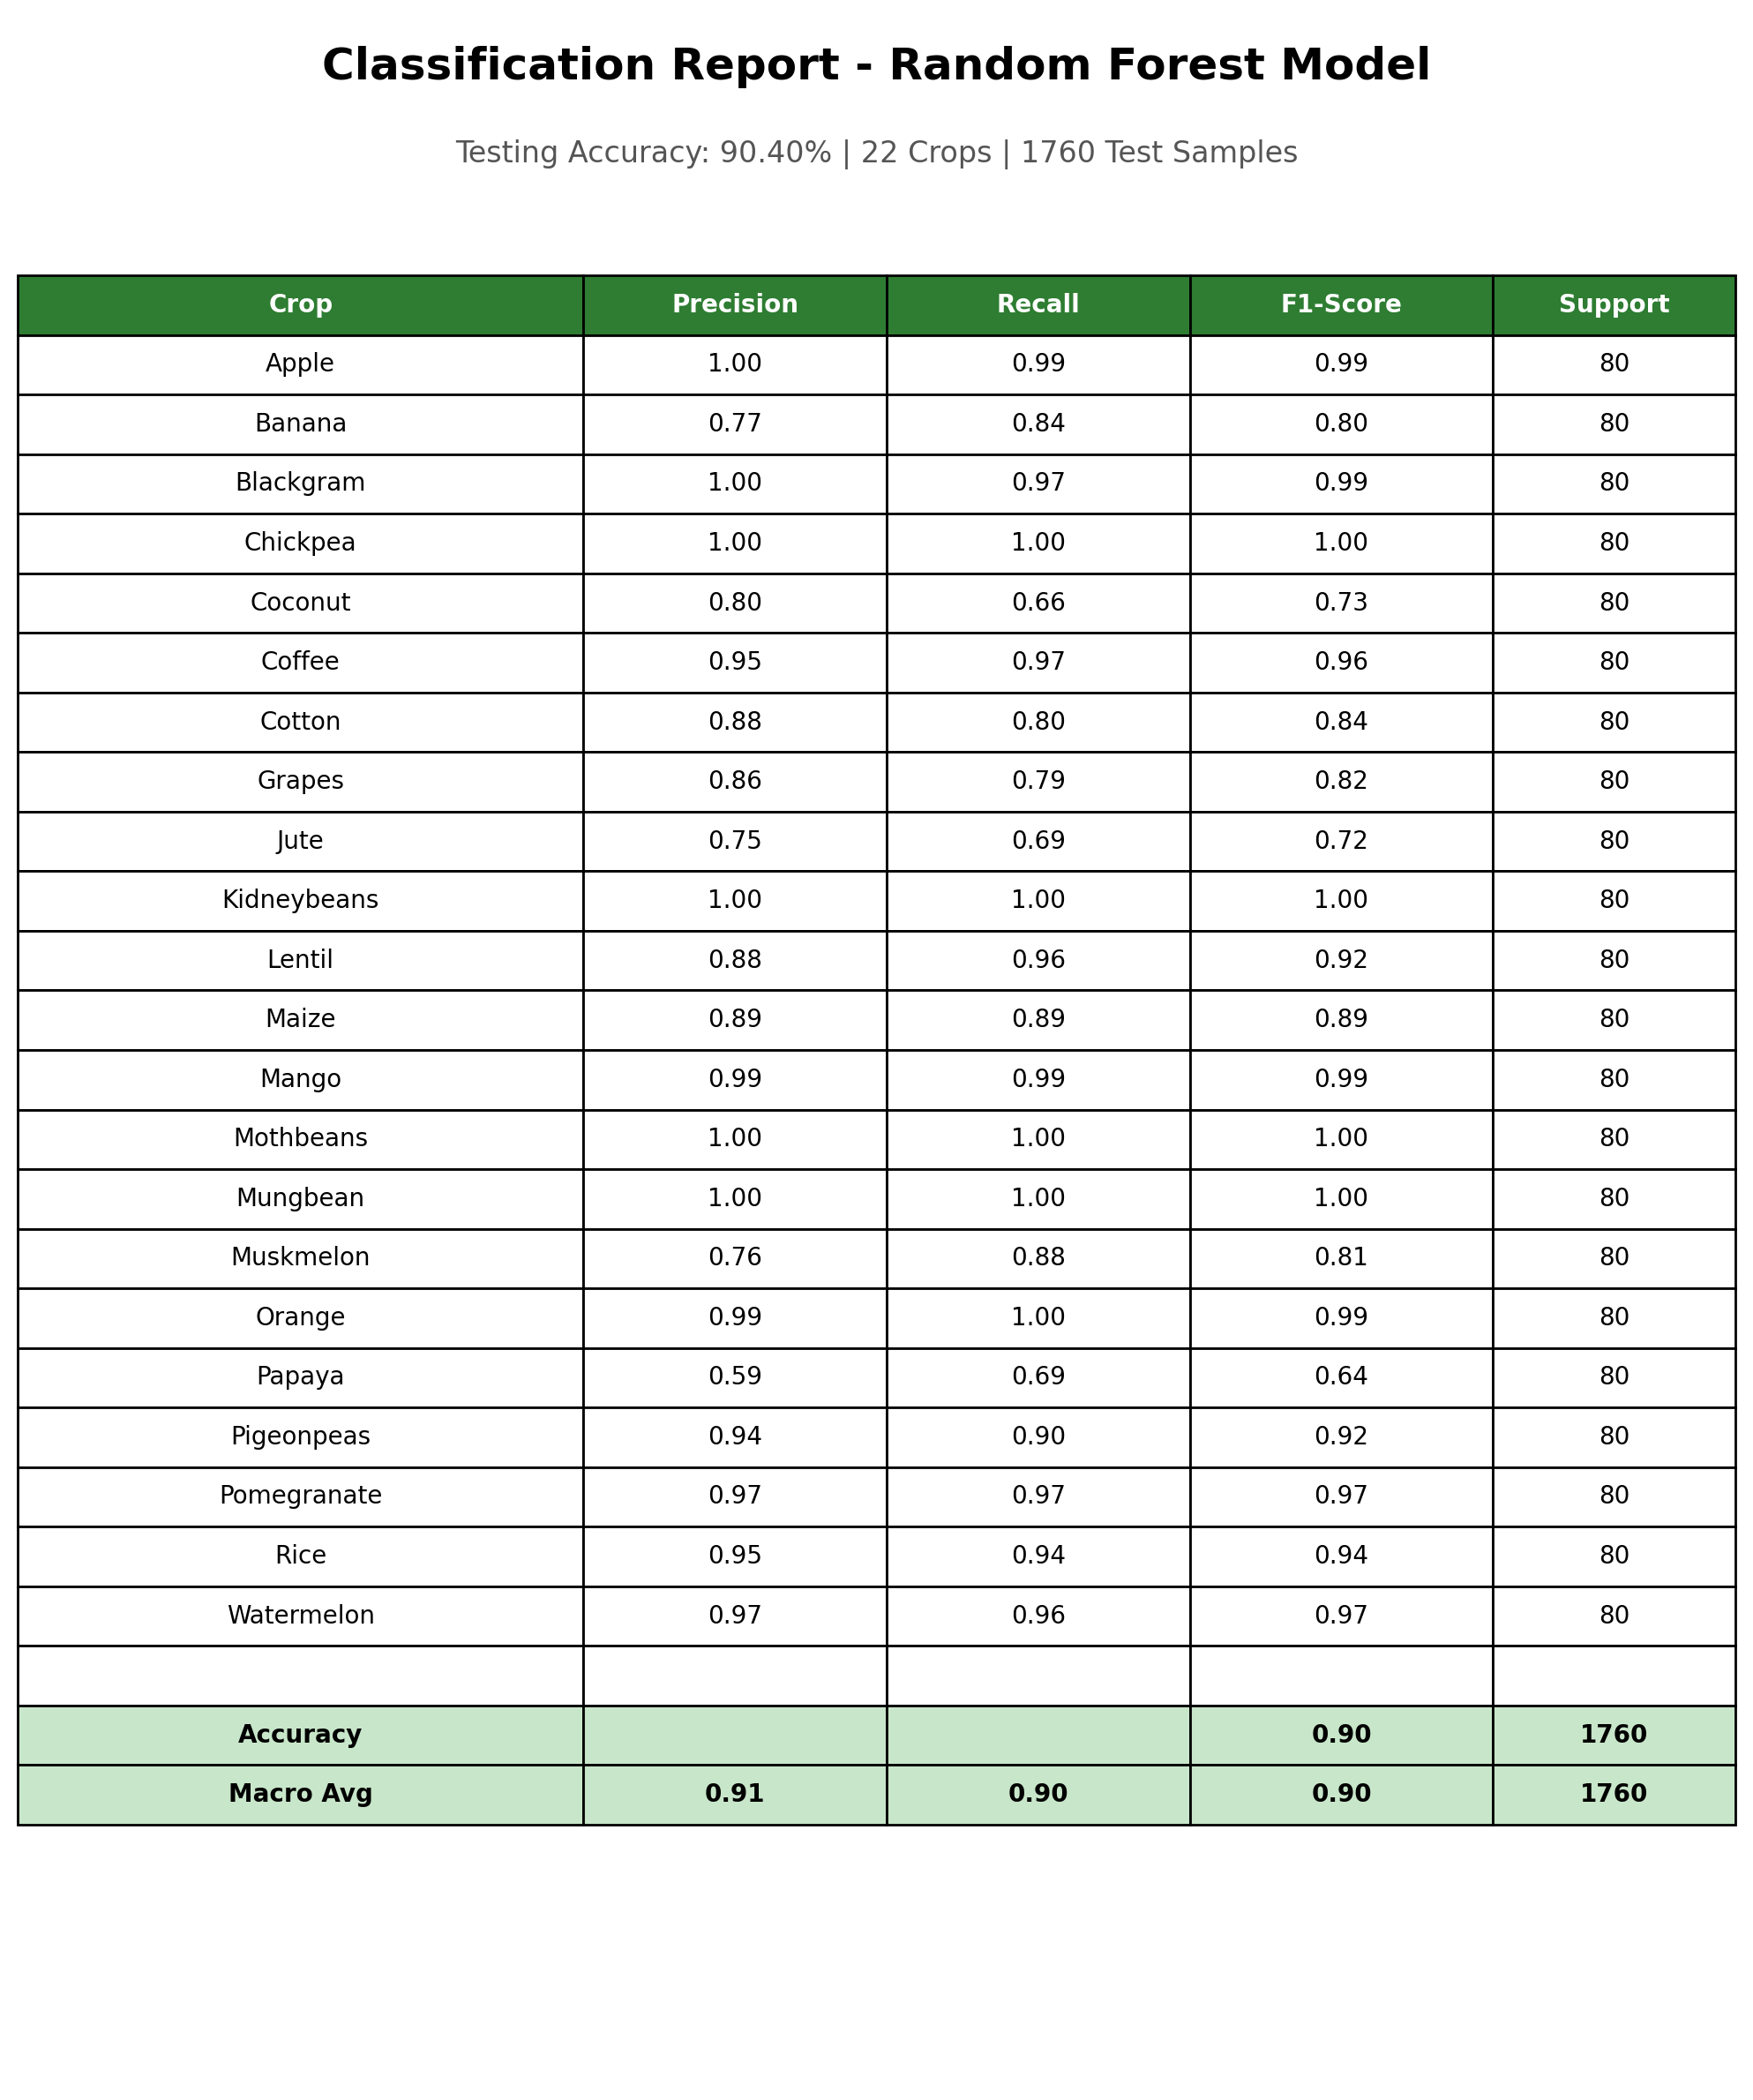 Classification Report - Random Forest Model
Testing Accuracy: 90.40% | 22 Crops | 1760 Test Samples
Crop Precision Recall F1-Score Support
Apple 1.00 0.99 0.99 80
Banana 0.77 0.84 0.80 80
Blackgram 1.00 0.97 0.99 80
Chickpea 1.00 1.00 1.00 80
Coconut 0.80 0.66 0.73 80
Coffee 0.95 0.97 0.96 80
Cotton 0.88 0.80 0.84 80
Grapes 0.86 0.79 0.82 80
Jute 0.75 0.69 0.72 80
Kidneybeans 1.00 1.00 1.00 80
Lentil 0.88 0.96 0.92 80
Maize 0.89 0.89 0.89 80
Mango 0.99 0.99 0.99 80
Mothbeans 1.00 1.00 1.00 80
Mungbean 1.00 1.00 1.00 80
Muskmelon 0.76 0.88 0.81 80
Orange 0.99 1.00 0.99 80
Papaya 0.59 0.69 0.64 80
Pigeonpeas 0.94 0.90 0.92 80
Pomegranate 0.97 0.97 0.97 80
Rice 0.95 0.94 0.94 80
Watermelon 0.97 0.96 0.97 80
Accuracy 0.90 1760
Macro Avg 0.91 0.90 0.90 1760